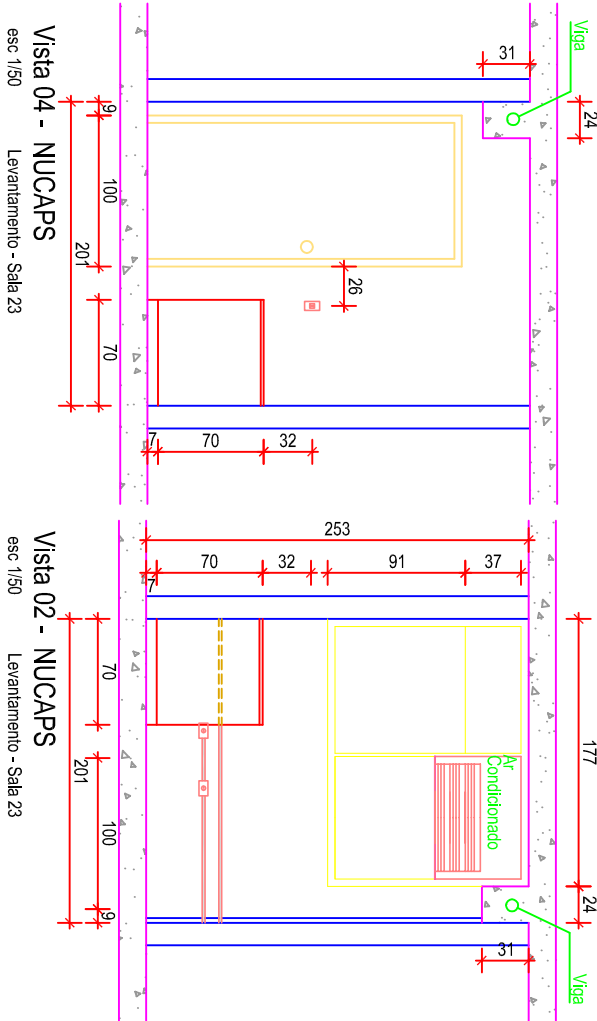 Viga
31
24
9
100
201
26
70
7
70
32
Vista 04 - NUCAPS
esc 1/50
Levantamento - Sala 23
253
7
70
32
91
37
177
24
Ar
Condicionado
70
201
100
9
31
Viga
Vista 02 - NUCAPS
esc 1/50
Levantamento - Sala 23